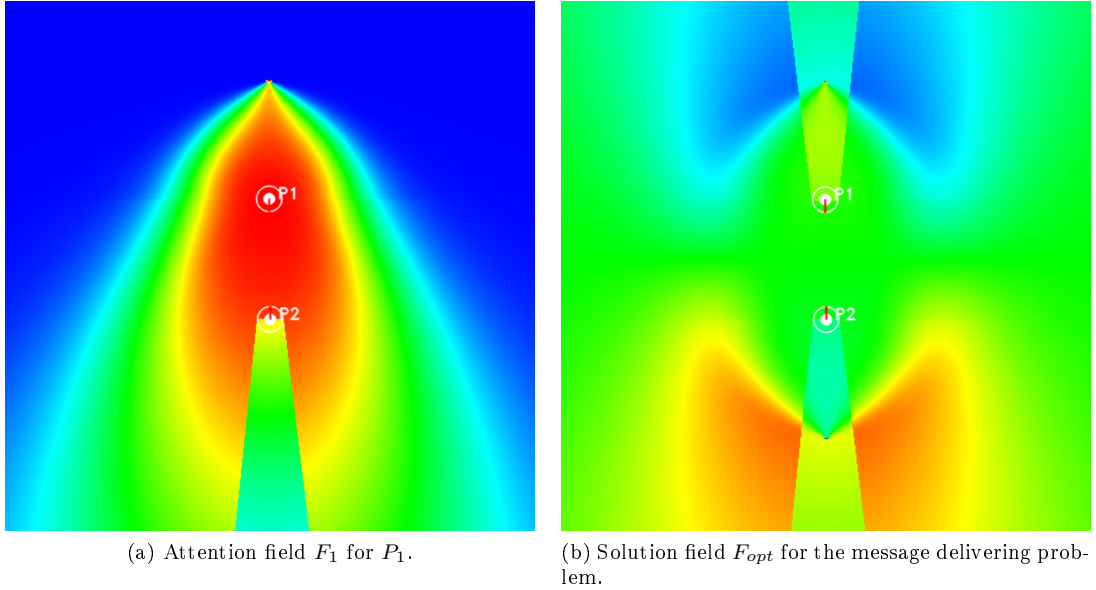 P1
P2
(a) Attention field F₁ for P₁.
P1
P2
(b) Solution field Fₒₚₜ for the message delivering prob-
lem.